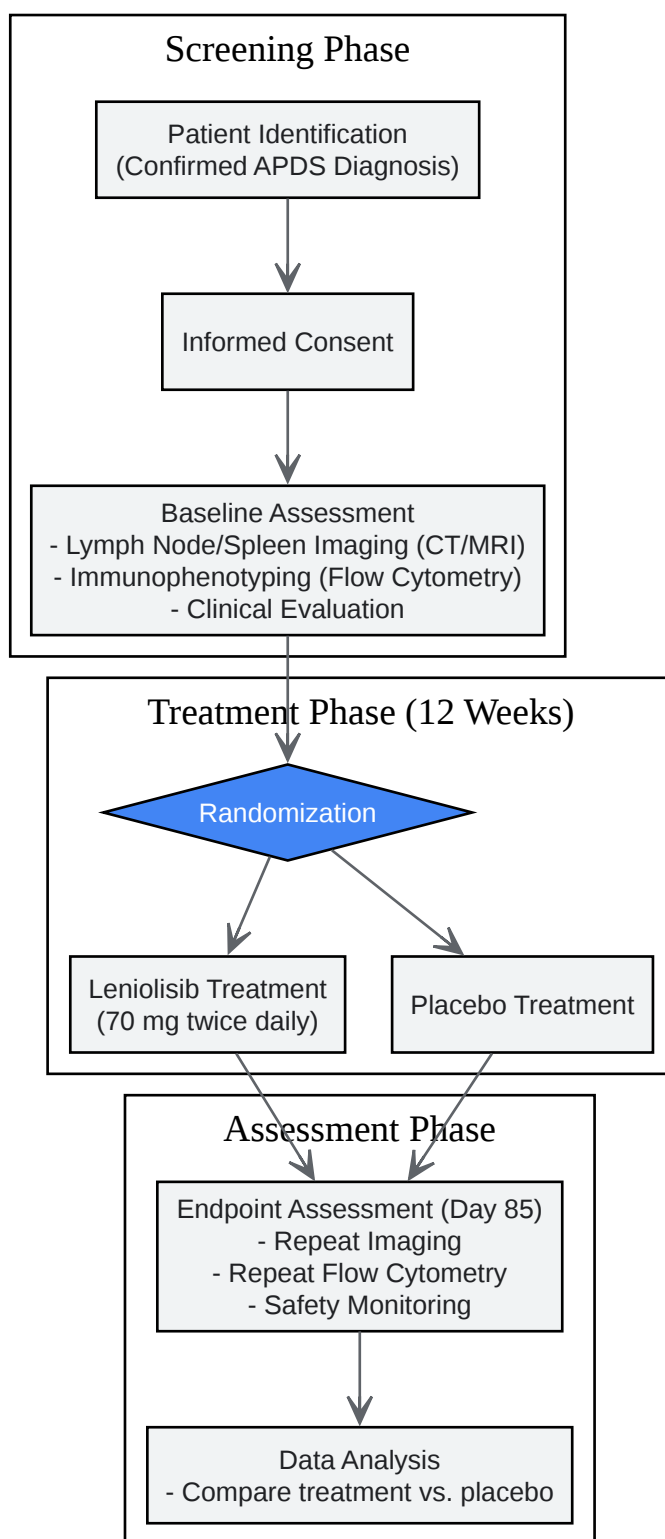 Screening Phase
Patient Identification
(Confirmed APDS Diagnosis)
Informed Consent
Baseline Assessment
- Lymph Node/Spleen Imaging (CT/MRI)
- Immunophenotyping (Flow Cytometry)
- Clinical Evaluation
Treatment Phase (12 Weeks)
Randomization
Leniolisib Treatment
(70 mg twice daily)
Placebo Treatment
Assessment Phase
Endpoint Assessment (Day 85)
- Repeat Imaging
- Repeat Flow Cytometry
- Safety Monitoring
Data Analysis
- Compare treatment vs. placebo